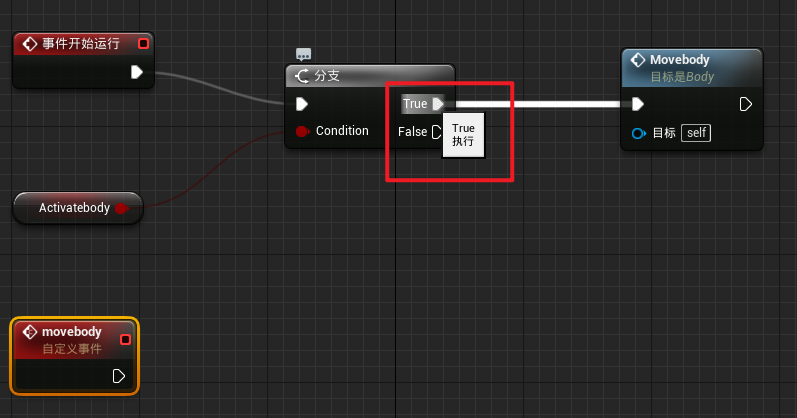 事件开始运行
分支
True
Condition
False
True
执行
Movebody
目标是Body
目标 self
Activatebody
movebody
自定义事件